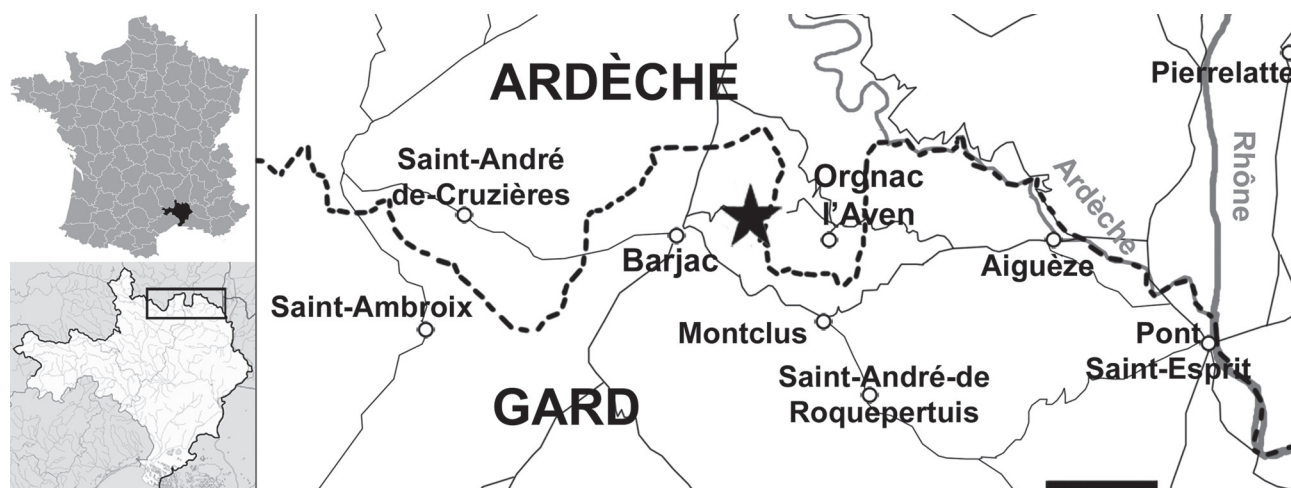 ARDÈCHE
Pierrelatte
Rhône
Saint-André
de-Cruzières
Orgnac
l'Aven
Ardèche
Barjac
Aiguèze
Saint-Ambroix
Montclus
Pont
Saint-Esprit
Saint-André-de
Roquepertuis
GARD